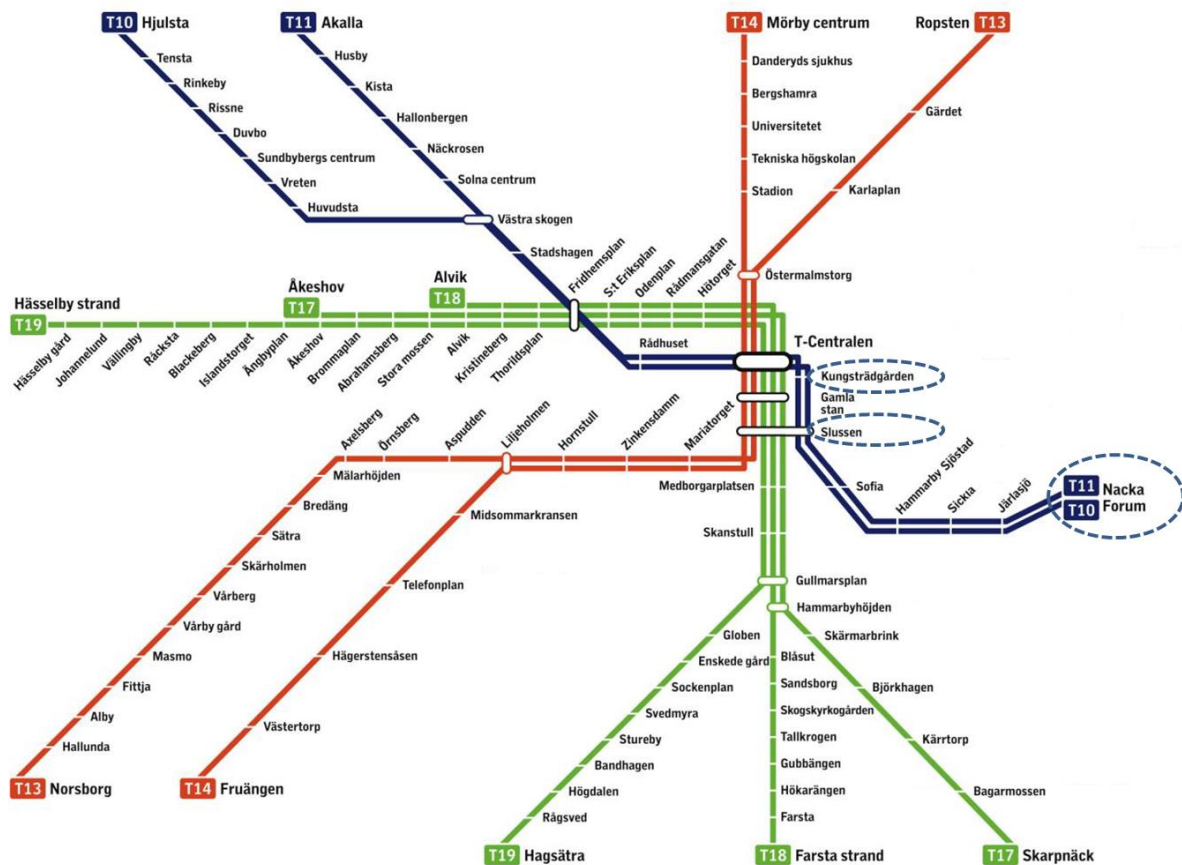 T10 Hjulsta
T11 Akalla
T14 Mörby centrum
Ropsten T13
Tensta
Rinkeby
Rissne
Duvbo
Sundbybergs centrum
Vreten
Huvudsta
Husby
Kista
Hallonbergen
Näckrosen
Solna centrum
Västra skogen
Stadshagen
Danderyds sjukhus
Bergshamra
Universitetet
Tekniska högskolan
Stadion
Gärdet
Karlaplan
Östermalmstorg
Fridhemsplan
S:t Eriksplan
Odenplan
Rådmansgatan
Hötorget
Alvik
T18
Åkeshov
T17
Hässelby strand
T19
Hässelby gård
Johannelund
Vällingby
Råcksta
Blackeberg
Islandstorget
Ängbyplan
Åkeshov
Brommaplan
Abrahamsberg
Stora mossen
Alvik
Kristineberg
Thorildsplan
Rådhuset
T-Centralen
Kungsträdgården
Gamla
stan
Slussen
Axelsberg
Örnsberg
Aspudden
Liljeholmen
Hornstull
Zinkensdamm
Mariatorget
Mälarhöjden
Bredäng
Sätra
Skärholmen
Vårberg
Vårby gård
Masmo
Fittja
Alby
Hallunda
T13 Norsborg
Midsommarkransen
Telefonplan
Hägerstensåsen
Västertorp
T14 Fruängen
Medborgarplatsen
Skanstull
Sofia
Hammarby Sjöstad
Sickia
Järlasjö
T11 Nacka
T10 Forum
Gullmarsplan
Hammarbyhöjden
Skärmarbrink
Globen
Enskede gård
Sockenplan
Svedmyra
Stureby
Bandhagen
Högdalen
Rågsved
T19 Hagsätra
Blåsut
Sandsborg
Skogskyrkogården
Tallkrogen
Gubbängen
Hökarängen
Farsta
T18 Farsta strand
Björkhagen
Kärrtorp
Bagarmossen
T17 Skarpnäck